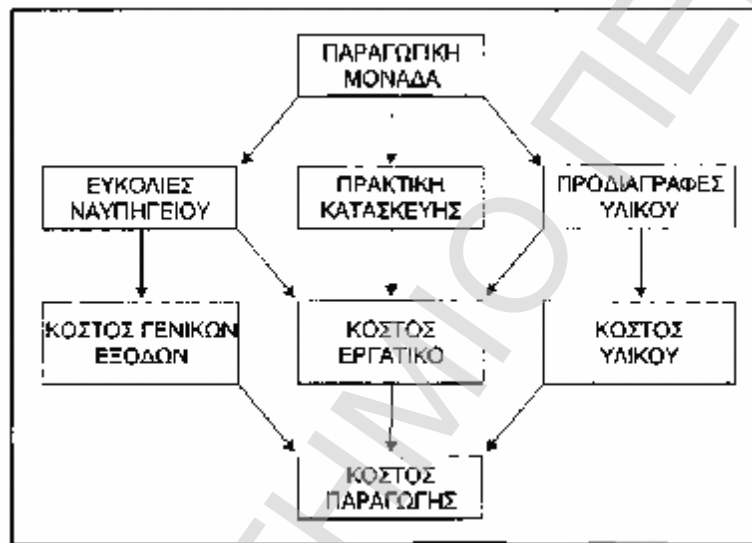 ΠΑΡΑΓΩΓΙΚΗ
ΜΟΝΑΔΑ
ΕΥΚΟΛΙΕΣ
ΝΑΥΠΗΓΕΙΟΥ
ΠΡΑΚΤΙΚΗ
ΚΑΤΑΣΚΕΥΗΣ
ΠΡΟΔΙΑΓΡΑΦΕΣ
ΥΛΙΚΟΥ
ΚΟΣΤΟΣ ΓΕΝΙΚΩΝ
ΕΞΟΔΩΝ
ΚΟΣΤΟΣ
ΕΡΓΑΤΙΚΟ
ΚΟΣΤΟΣ
ΥΛΙΚΟΥ
ΚΟΣΤΟΣ
ΠΑΡΑΓΩΓΗΣ